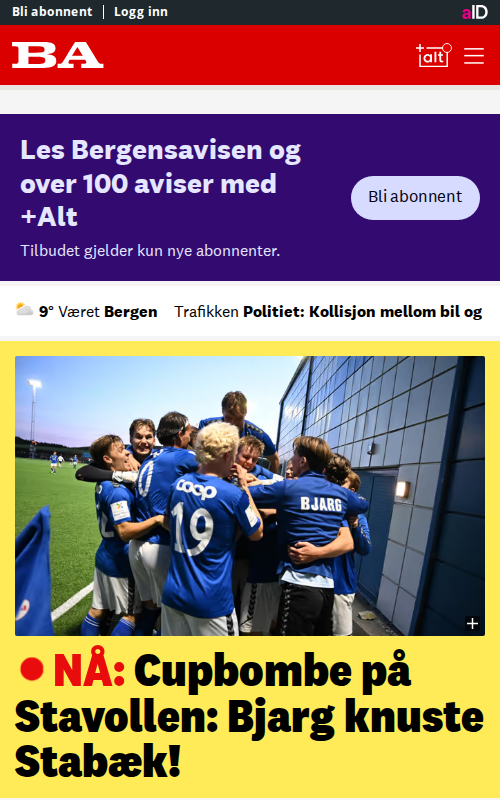 Bli abonnent | Logg inn
aID
BA
+alt
Les Bergensavisen og
over 100 aviser med
+Alt
Bli abonnent
Tilbudet gjelder kun nye abonnenter.
9° Været Bergen Trafikken Politiet: Kollisjon mellom bil og
coop
19
BJARG
NÅ: Cupbombe på
Stavollen: Bjarg knuste
Stabæk!